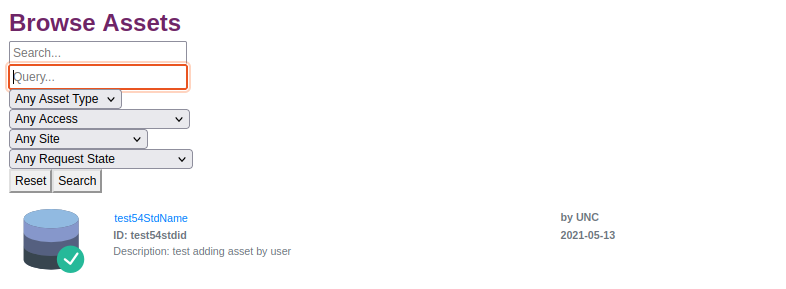 Browse Assets
Search...
Query...
Any Asset Type
Any Access
Any Site
Any Request State
Reset Search
test54StdName by UNC
ID: test54stdid 2021-05-13
Description: test adding asset by user